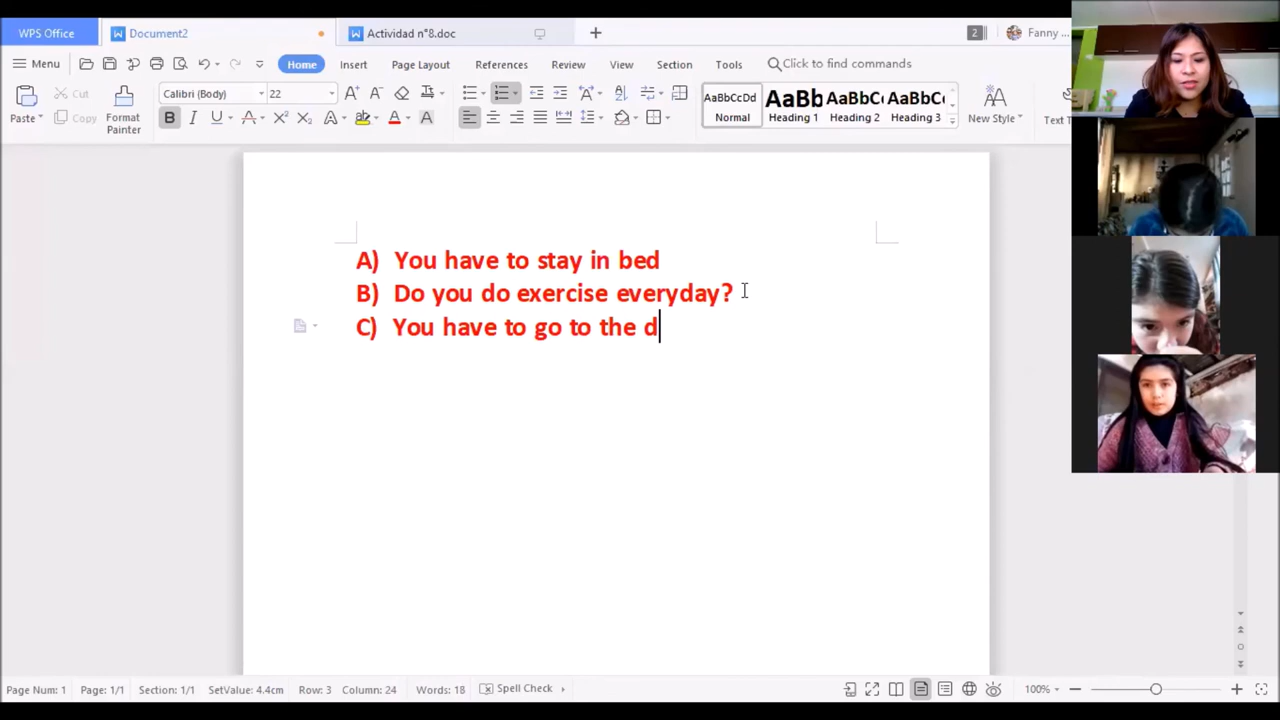 WPS Office
Document2
Actividad n°8.doc
2
Fanny ...
Menu
Home
Insert
Page Layout
References
Review
View
Section
Tools
Click to find commands
Paste
Cut
Copy
Format Painter
Calibri (Body)
22
AaBbCcDd
Normal
AaBb
Heading 1
AaBbC
Heading 2
AaBbC
Heading 3
New Style
Text T
A) You have to stay in bed
B) Do you do exercise everyday?
C) You have to go to the d
Page Num: 1
Page: 1/1
Section: 1/1
SetValue: 4.4cm
Row: 3
Column: 24
Words: 18
Spell Check
100%